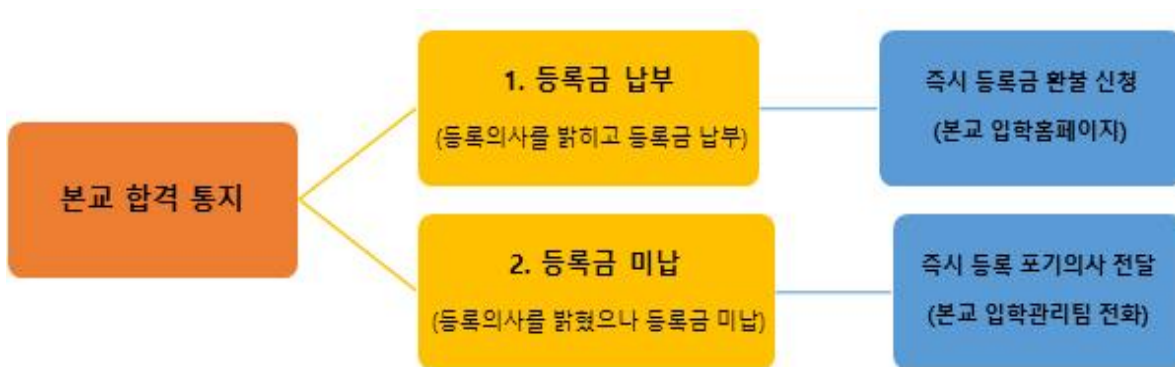 본교 합격 통지
1. 등록금 납부
(등록의사를 밝히고 등록금 납부)
즉시 등록금 환불 신청
(본교 입학홈페이지)
2. 등록금 미납
(등록의사를 밝혔으나 등록금 미납)
즉시 등록 포기의사 전달
(본교 입학관리팀 전화)